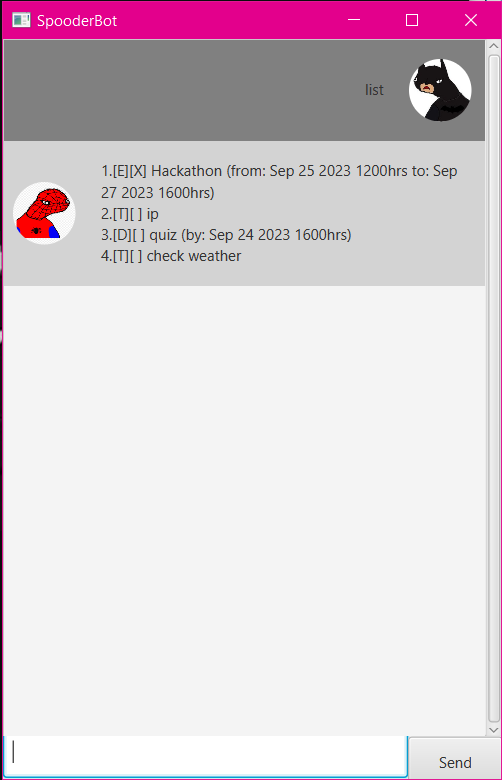 SpooderBot
list
1.[E][X] Hackathon (from: Sep 25 2023 1200hrs to: Sep
27 2023 1600hrs)
2.[T][ ] ip
3.[D][ ] quiz (by: Sep 24 2023 1600hrs)
4.[T][ ] check weather
Send